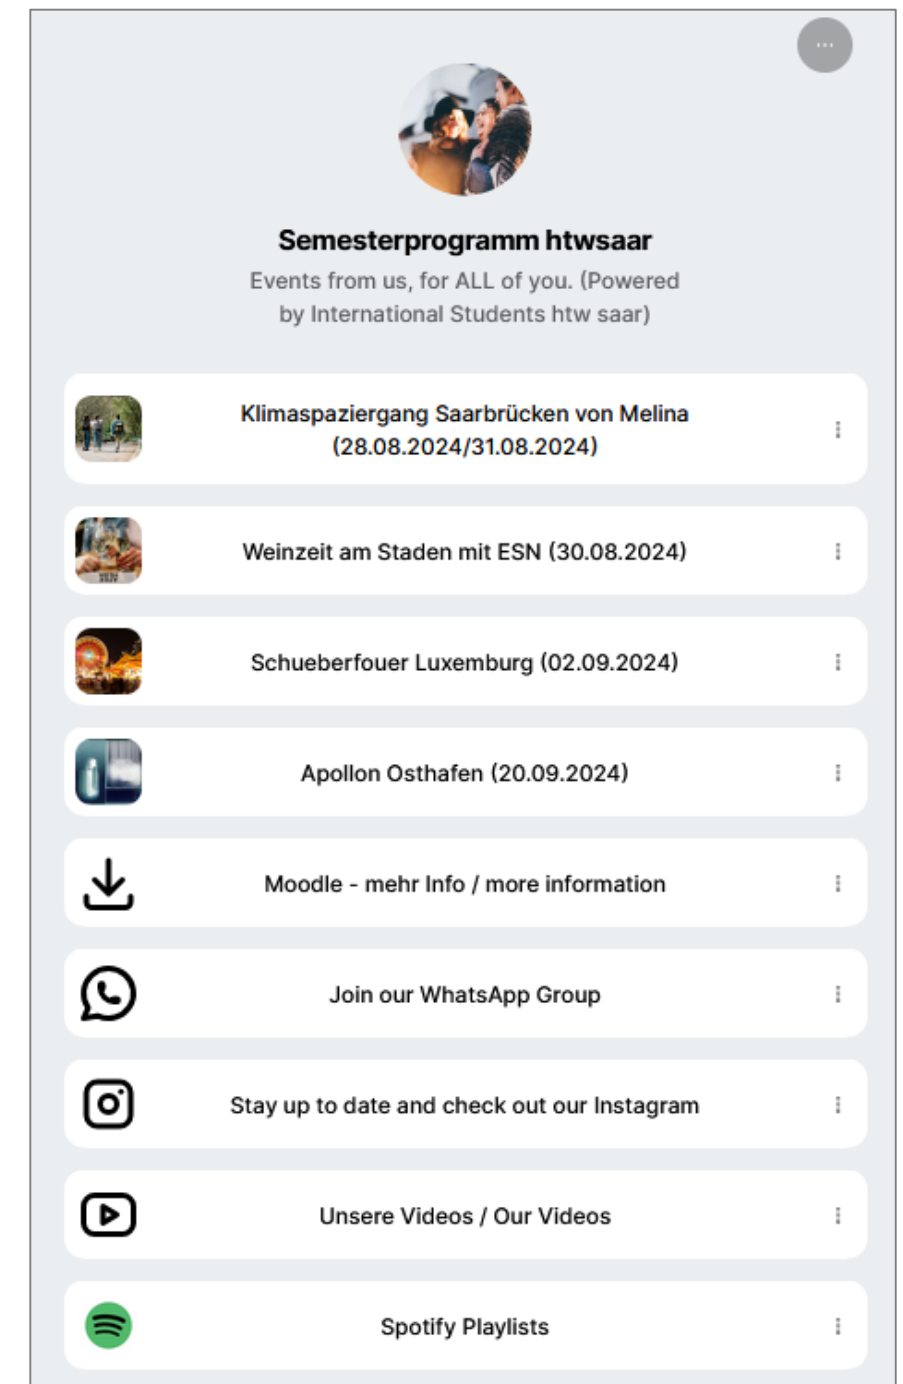 Semesterprogramm htwsaar
Events from us, for ALL of you. (Powered
by International Students htw saar)
Klimaspaziergang Saarbrücken von Melina
(28.08.2024/31.08.2024)
Weinzeit am Staden mit ESN (30.08.2024)
Schueberfouer Luxemburg (02.09.2024)
Apollon Osthafen (20.09.2024)
Moodle - mehr Info / more information
Join our WhatsApp Group
Stay up to date and check out our Instagram
Unsere Videos / Our Videos
Spotify Playlists